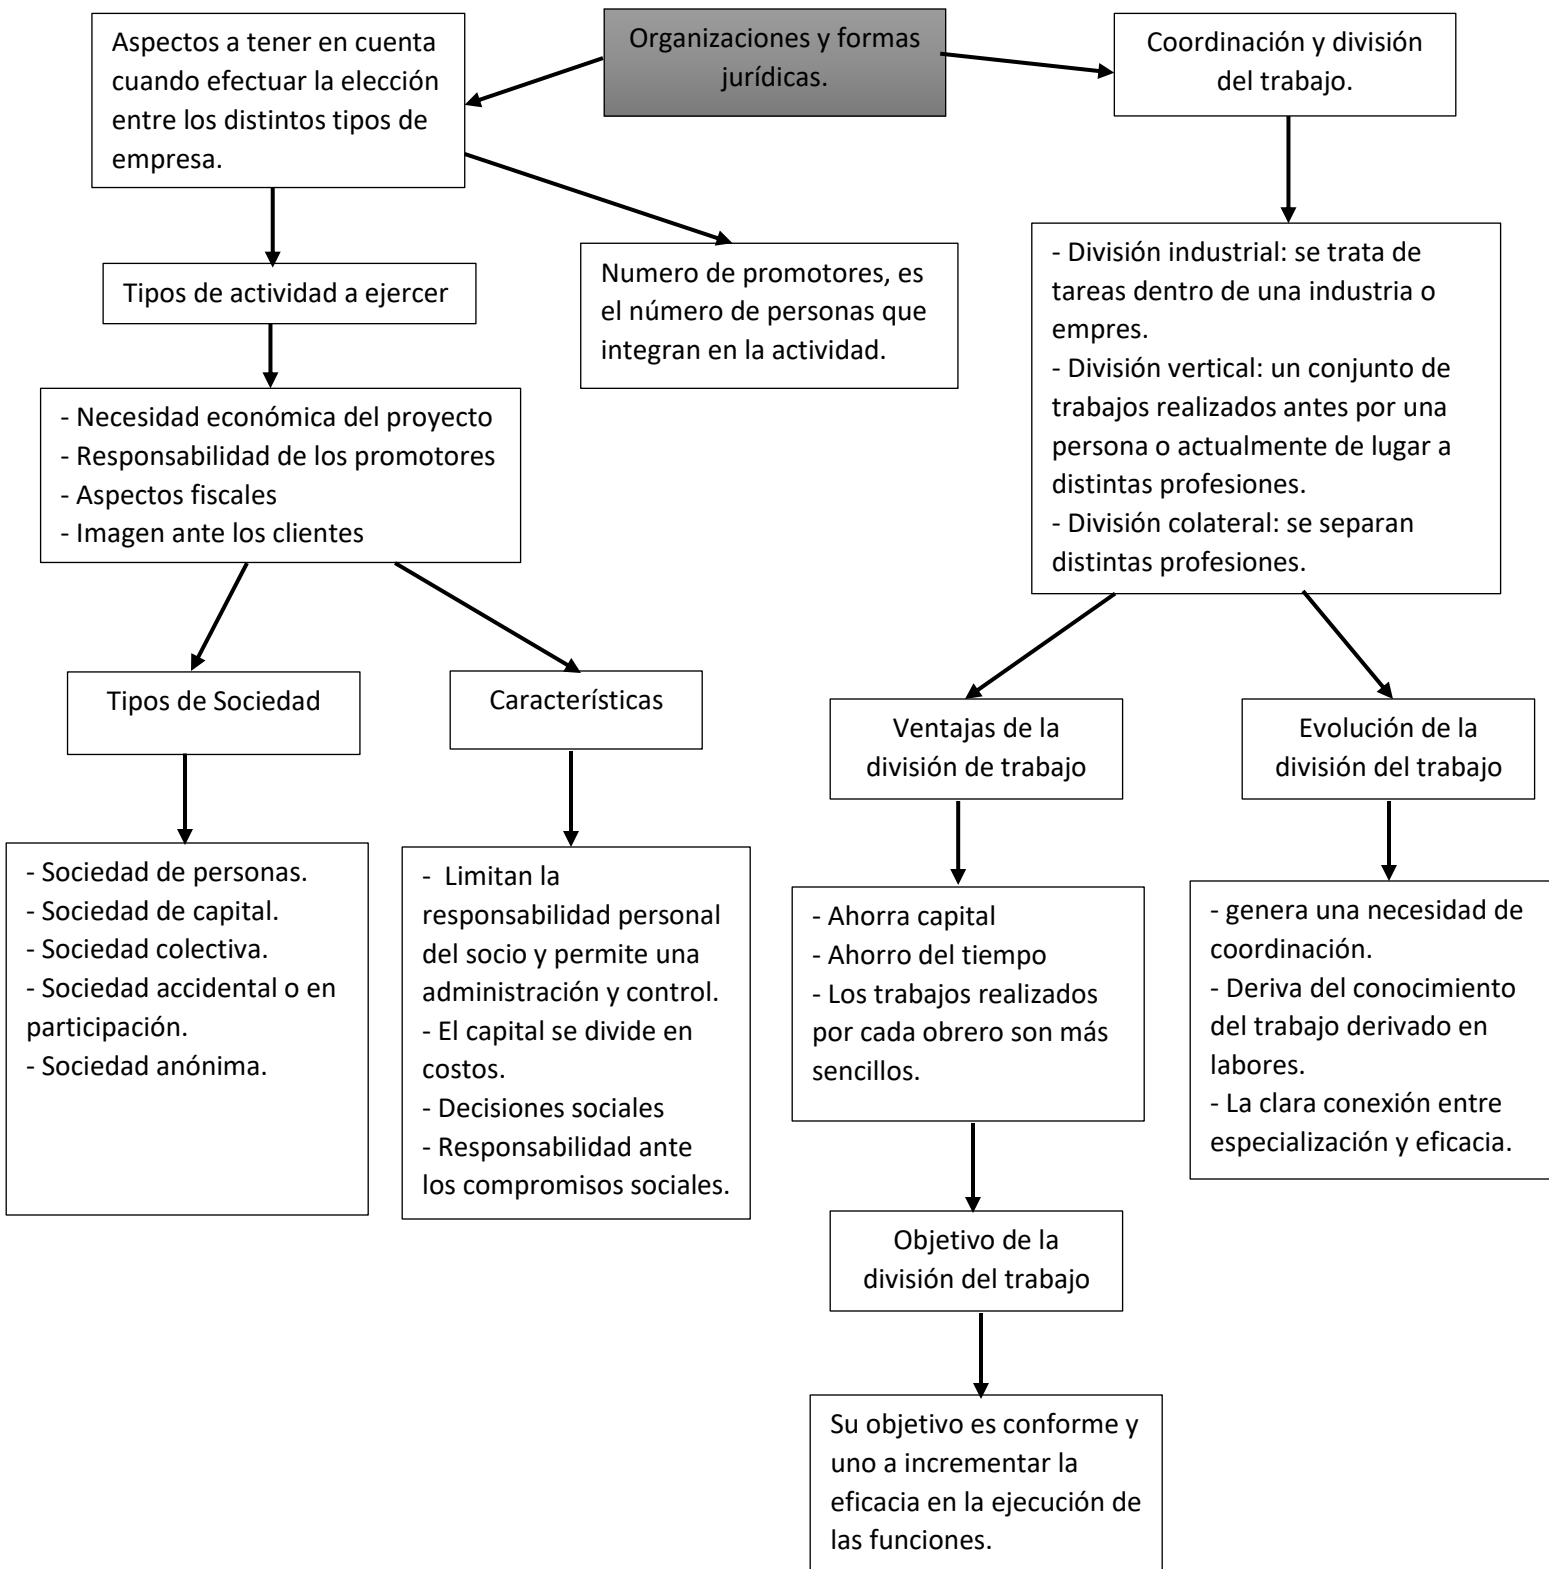 Organizaciones y formas
jurídicas.
Aspectos a tener en cuenta
cuando efectuar la elección
entre los distintos tipos de
empresa.
Coordinación y división
del trabajo.
Tipos de actividad a ejercer
Numero de promotores, es
el número de personas que
integran en la actividad.
- División industrial: se trata de
tareas dentro de una industria o
empres.
- División vertical: un conjunto de
trabajos realizados antes por una
persona o actualmente de lugar a
distintas profesiones.
- División colateral: se separan
distintas profesiones.
- Necesidad económica del proyecto
- Responsabilidad de los promotores
- Aspectos fiscales
- Imagen ante los clientes
Tipos de Sociedad
Características
Ventajas de la
división de trabajo
Evolución de la
división del trabajo
- Sociedad de personas.
- Sociedad de capital.
- Sociedad colectiva.
- Sociedad accidental o en
participación.
- Sociedad anónima.
- Limitan la
responsabilidad personal
del socio y permite una
administración y control.
- El capital se divide en
costos.
- Decisiones sociales
- Responsabilidad ante
los compromisos sociales.
- Ahorra capital
- Ahorro del tiempo
- Los trabajos realizados
por cada obrero son más
sencillos.
- genera una necesidad de
coordinación.
- Deriva del conocimiento
del trabajo derivado en
labores.
- La clara conexión entre
especialización y eficacia.
Objetivo de la
división del trabajo
Su objetivo es conforme y
uno a incrementar la
eficacia en la ejecución de
las funciones.